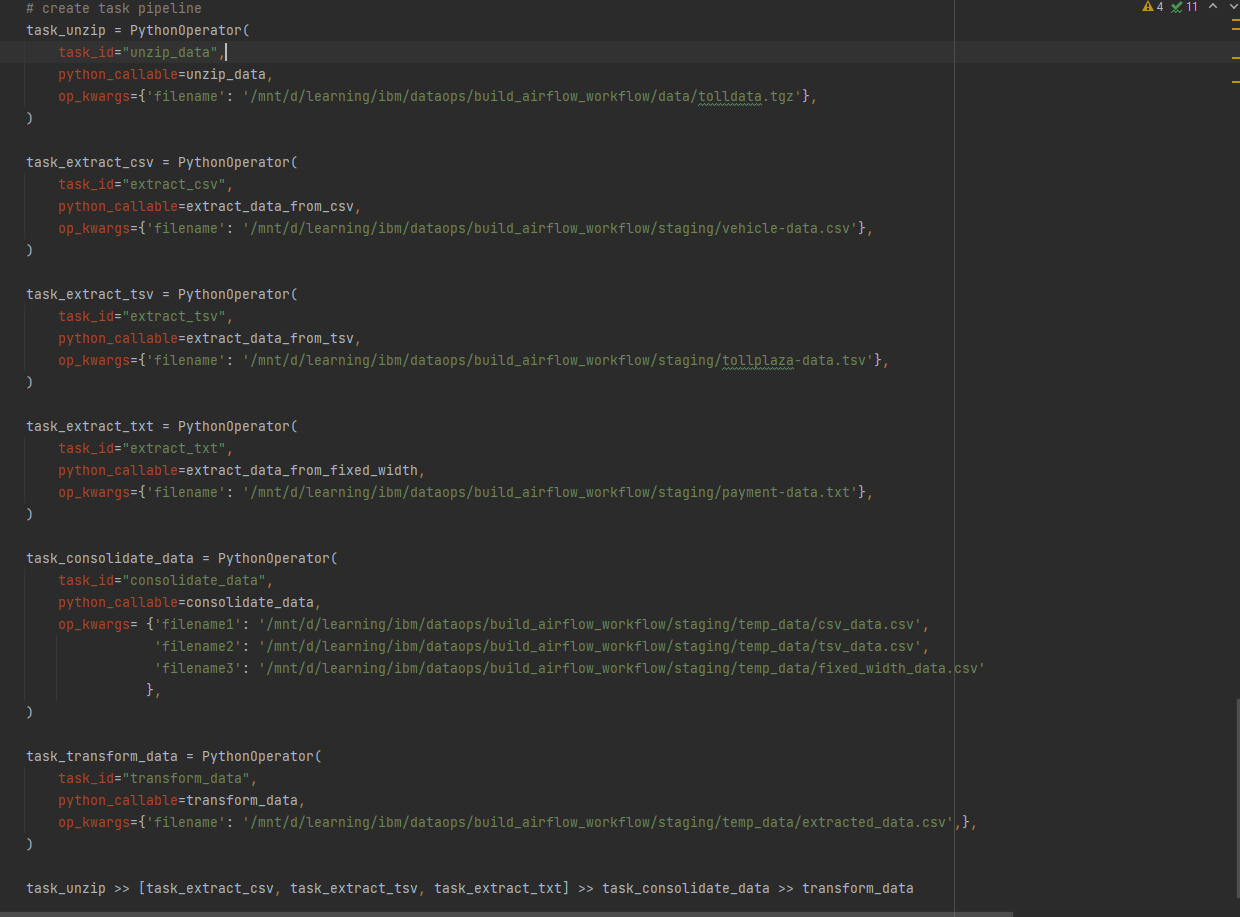 # create task pipeline
4 11
task_unzip = PythonOperator(
    task_id="unzip_data",
    python_callable=unzip_data,
    op_kwargs={'filename': '/mnt/d/learning/ibm/dataops/build_airflow_workflow/data/tolldata.tgz'},
)
task_extract_csv = PythonOperator(
    task_id="extract_csv",
    python_callable=extract_data_from_csv,
    op_kwargs={'filename': '/mnt/d/learning/ibm/dataops/build_airflow_workflow/staging/vehicle-data.csv'},
)
task_extract_tsv = PythonOperator(
    task_id="extract_tsv",
    python_callable=extract_data_from_tsv,
    op_kwargs={'filename': '/mnt/d/learning/ibm/dataops/build_airflow_workflow/staging/tollplaza-data.tsv'},
)
task_extract_txt = PythonOperator(
    task_id="extract_txt",
    python_callable=extract_data_from_fixed_width,
    op_kwargs={'filename': '/mnt/d/learning/ibm/dataops/build_airflow_workflow/staging/payment-data.txt'},
)
task_consolidate_data = PythonOperator(
    task_id="consolidate_data",
    python_callable=consolidate_data,
    op_kwargs= {'filename1': '/mnt/d/learning/ibm/dataops/build_airflow_workflow/staging/temp_data/csv_data.csv',
                'filename2': '/mnt/d/learning/ibm/dataops/build_airflow_workflow/staging/temp_data/tsv_data.csv',
                'filename3': '/mnt/d/learning/ibm/dataops/build_airflow_workflow/staging/temp_data/fixed_width_data.csv'
               },
)
task_transform_data = PythonOperator(
    task_id="transform_data",
    python_callable=transform_data,
    op_kwargs={'filename': '/mnt/d/learning/ibm/dataops/build_airflow_workflow/staging/temp_data/extracted_data.csv',},
)
task_unzip >> [task_extract_csv, task_extract_tsv, task_extract_txt] >> task_consolidate_data >> transform_data